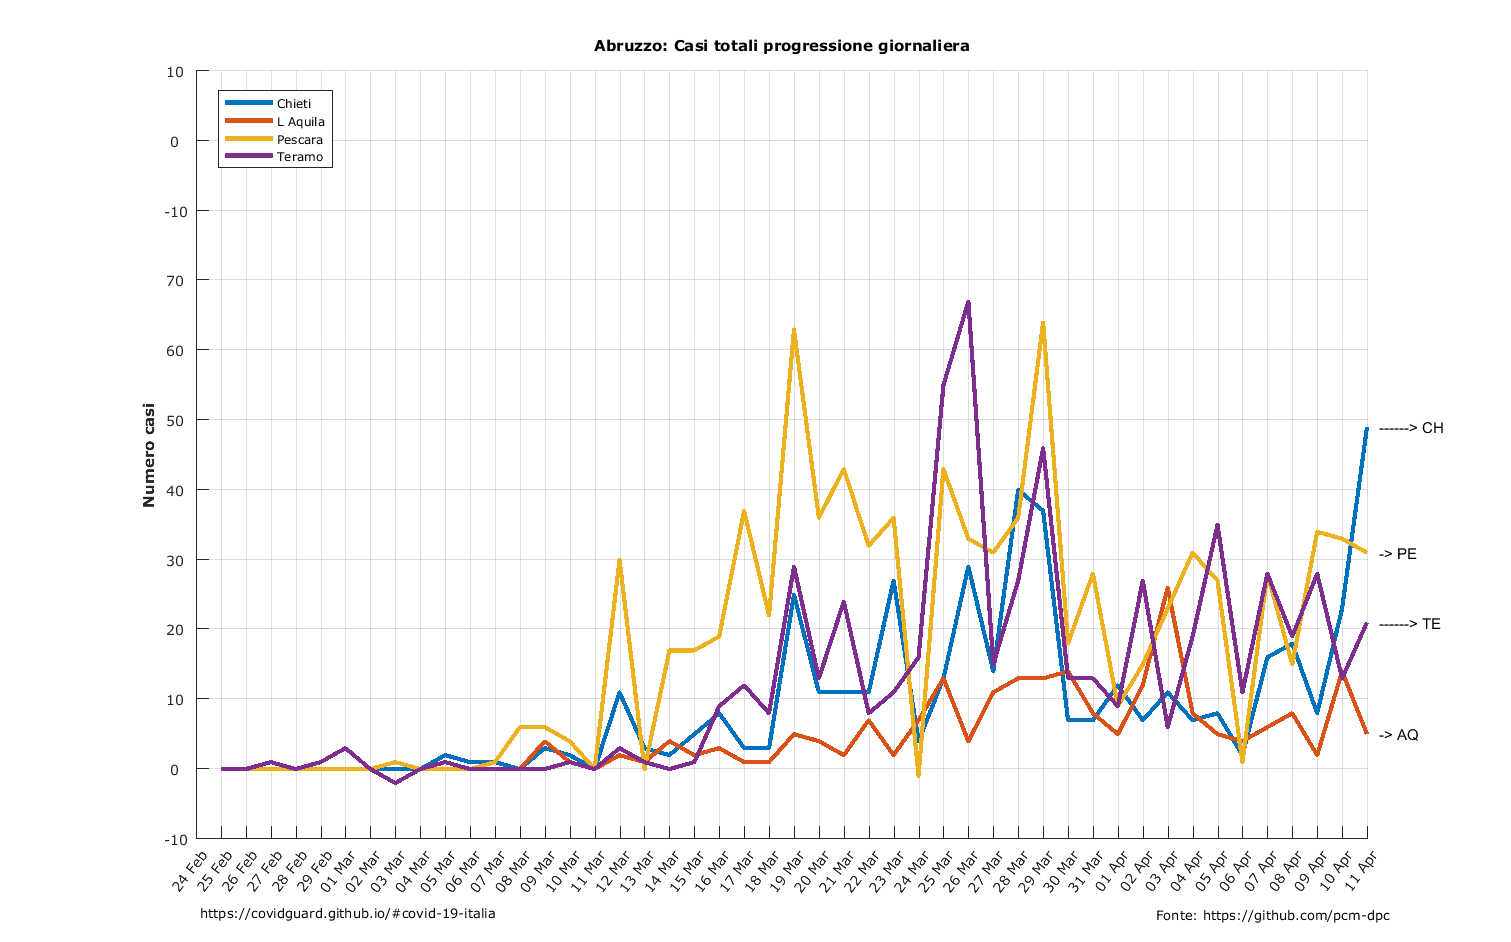 Abruzzo: Casi totali progressione giornaliera
10
0
-10
70
60
50
40
30
20
10
0
-10
Numero casi
Chieti
L Aquila
Pescara
Teramo
------> CH
-> PE
------> TE
-> AQ
24 Feb
25 Feb
26 Feb
27 Feb
28 Feb
29 Feb
01 Mar
02 Mar
03 Mar
04 Mar
05 Mar
06 Mar
07 Mar
08 Mar
09 Mar
10 Mar
11 Mar
12 Mar
13 Mar
14 Mar
15 Mar
16 Mar
17 Mar
18 Mar
19 Mar
20 Mar
21 Mar
22 Mar
23 Mar
24 Mar
25 Mar
26 Mar
27 Mar
28 Mar
29 Mar
30 Mar
31 Mar
01 Apr
02 Apr
03 Apr
04 Apr
05 Apr
06 Apr
07 Apr
08 Apr
09 Apr
10 Apr
11 Apr
https://covidguard.github.io/#covid-19-italia
Fonte: https://github.com/pcm-dpc